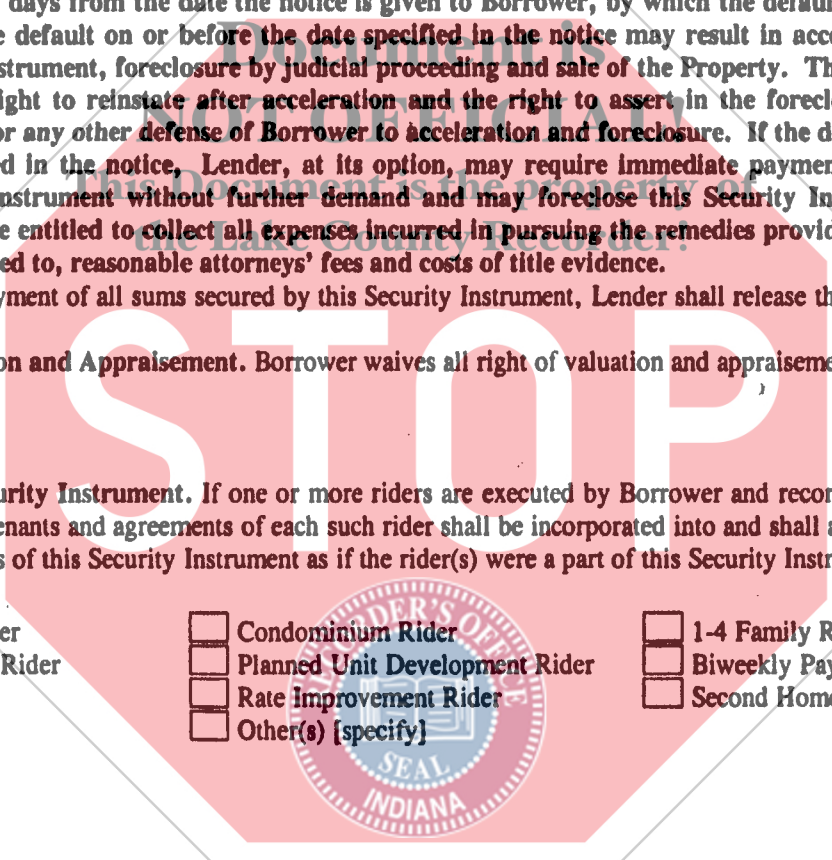 days from the date the notice is given to Borrower, by which the defaul
e default on or before the date specified in the notice may result in acce
Document is
strument, foreclosure by judicial proceeding and sale of the Property. Th
ight to reinstate after acceleration and the right to assert in the forecl
NOT OFFICIAL!
or any other defense of Borrower to acceleration and foreclosure. If the d
d in the notice, Lender, at its option, may require immediate paymen
This Document is the property of
nstrument without further demand and may foreclose this Security In
e entitled to collect all expenses incurred in pursuing the remedies provid
the Lake County Recorder!
ed to, reasonable attorneys' fees and costs of title evidence.
yment of all sums secured by this Security Instrument, Lender shall release th
STOP
on and Appraisement. Borrower waives all right of valuation and appraiseme
urity Instrument. If one or more riders are executed by Borrower and recor
enants and agreements of each such rider shall be incorporated into and shall a
s of this Security Instrument as if the rider(s) were a part of this Security Instr
er Condominium Rider 1-4 Family R
Rider Planned Unit Development Rider Biweekly Pay
Rate Improvement Rider Second Home
Other(s) [specify]
RECORDER'S OFFICE
SEAL
INDIANA